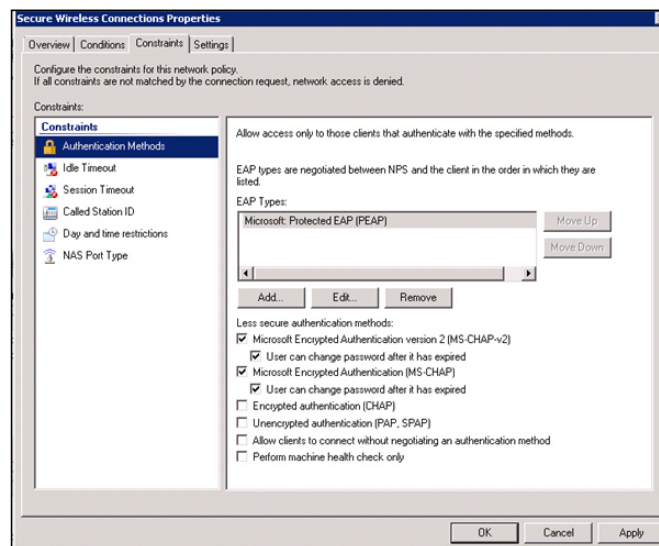 Secure Wireless Connections Properties
Overview Conditions Constraints Settings
Configure the constraints for this network policy.
If all constraints are not matched by the connection request, network access is denied.
Constraints:
Constraints
Authentication Methods
Idle Timeout
Session Timeout
Called Station ID
Day and time restrictions
NAS Port Type
Allow access only to those clients that authenticate with the specified methods.
EAP types are negotiated between NPS and the client in the order in which they are
listed.
EAP Types:
Microsoft: Protected EAP (PEAP)
Move Up
Move Down
Add... Edit... Remove
Less secure authentication methods:
Microsoft Encrypted Authentication version 2 (MS-CHAP-v2)
User can change password after it has expired
Microsoft Encrypted Authentication (MS-CHAP)
User can change password after it has expired
Encrypted authentication (CHAP)
Unencrypted authentication (PAP, SPAP)
Allow clients to connect without negotiating an authentication method
Perform machine health check only
OK Cancel Apply